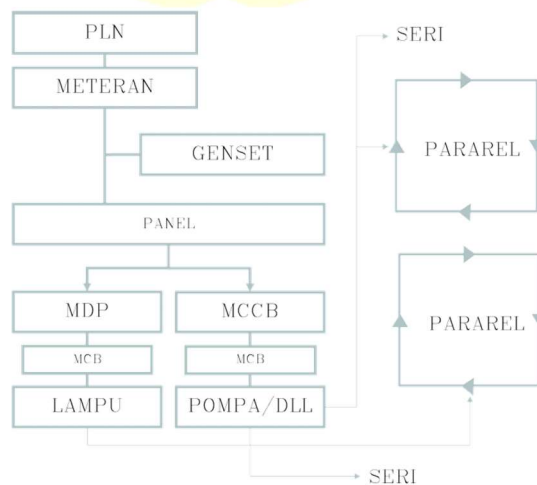 PLN
SERI
METERAN
PARAREL
GENSET
PANEL
MDP
MCCB
PARAREL
MCB
MCB
LAMPU
POMPA/DLL
SERI